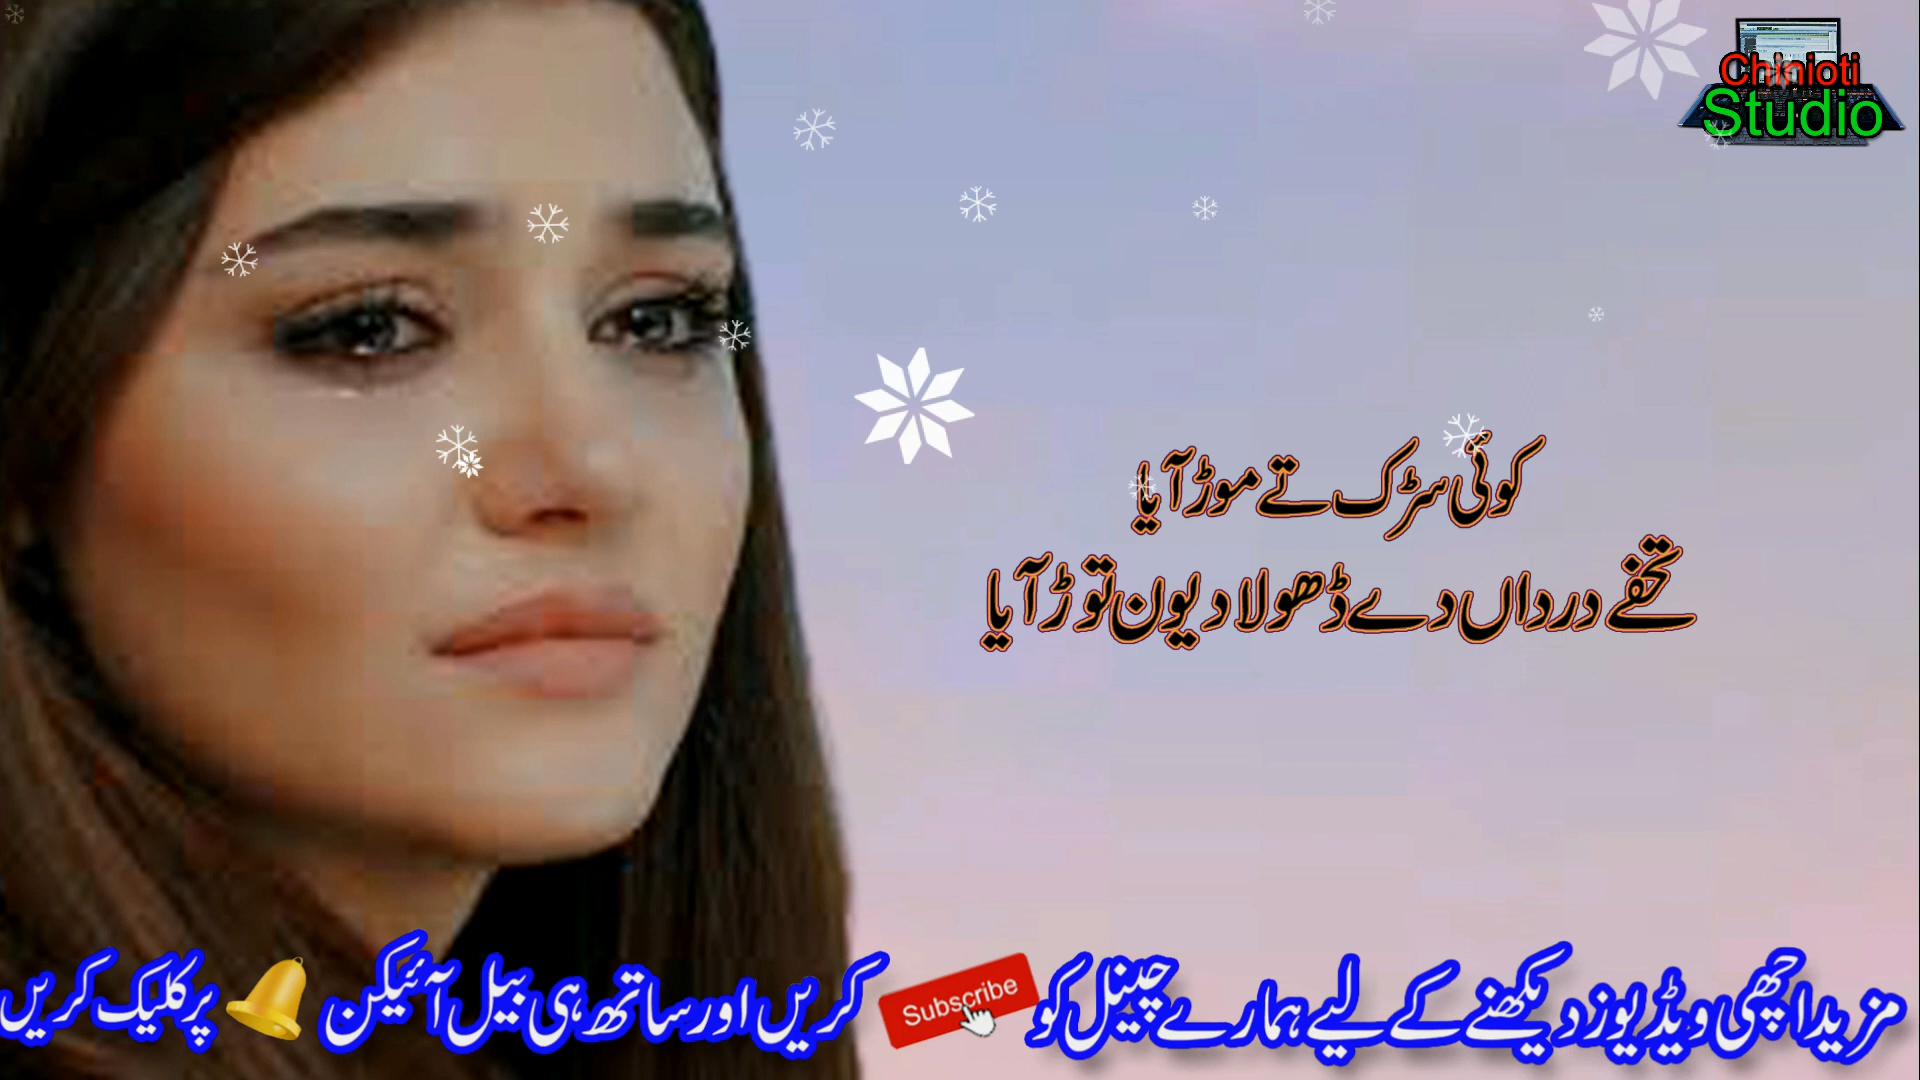 Chinioti
Studio
کوئی سڑک تے موڑ آیا
تحفے درداں دے ڈھولا دیون توڑ آیا
مزید اچھی ویڈیوز دیکھنے کے لیے ہمارے چینل کو Subscribe کریں اور ساتھ ہی بیل آئیکن پر کلیک کریں